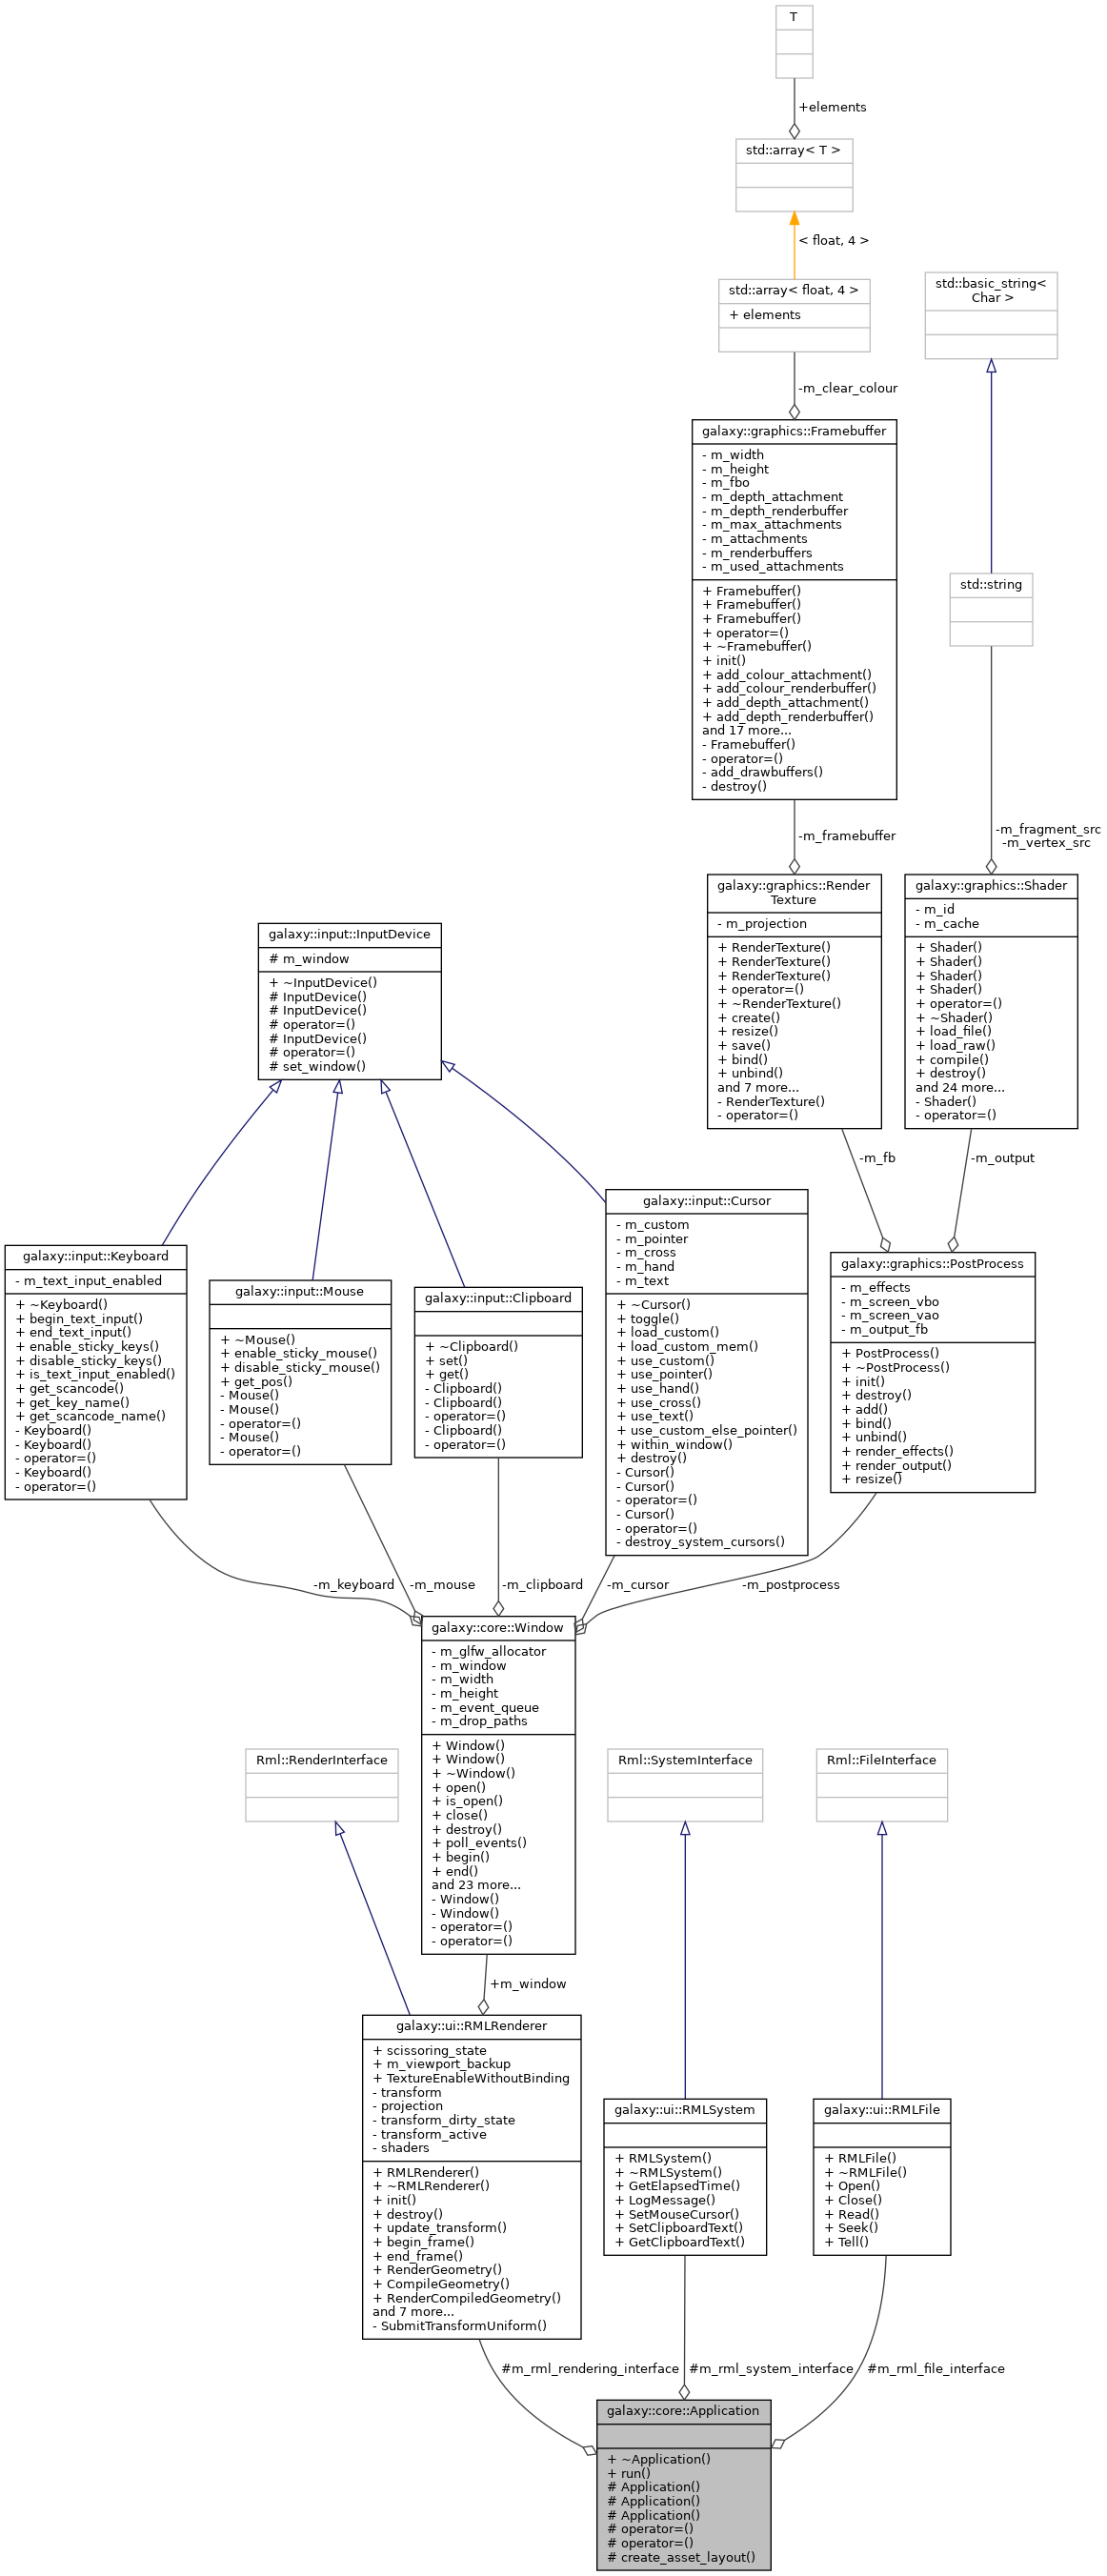 T
+elements
std::array< T >
< float, 4 >
std::array< float, 4 >
+ elements
std::basic_string<
Char >
-m_clear_colour
galaxy::graphics::Framebuffer
- m_width
- m_height
- m_fbo
- m_depth_attachment
- m_depth_renderbuffer
- m_max_attachments
- m_attachments
- m_renderbuffers
- m_used_attachments
+ Framebuffer()
+ Framebuffer()
+ Framebuffer()
+ operator=()
+ ~Framebuffer()
+ init()
+ add_colour_attachment()
+ add_colour_renderbuffer()
+ add_depth_attachment()
+ add_depth_renderbuffer()
and 17 more...
- Framebuffer()
- operator=()
- add_drawbuffers()
- destroy()
std::string
-m_framebuffer
-m_fragment_src
-m_vertex_src
galaxy::graphics::Render
Texture
- m_projection
+ RenderTexture()
+ RenderTexture()
+ RenderTexture()
+ operator=()
+ ~RenderTexture()
+ create()
+ resize()
+ save()
+ bind()
+ unbind()
and 7 more...
- RenderTexture()
- operator=()
galaxy::graphics::Shader
- m_id
- m_cache
+ Shader()
+ Shader()
+ Shader()
+ Shader()
+ operator=()
+ ~Shader()
+ load_file()
+ load_raw()
+ compile()
+ destroy()
and 24 more...
- Shader()
- operator=()
galaxy::input::InputDevice
# m_window
+ ~InputDevice()
# InputDevice()
# InputDevice()
# operator=()
# InputDevice()
# operator=()
# set_window()
-m_fb
-m_output
galaxy::input::Keyboard
- m_text_input_enabled
+ ~Keyboard()
+ begin_text_input()
+ end_text_input()
+ enable_sticky_keys()
+ disable_sticky_keys()
+ is_text_input_enabled()
+ get_scancode()
+ get_key_name()
+ get_scancode_name()
- Keyboard()
- Keyboard()
- operator=()
- Keyboard()
- operator=()
galaxy::input::Mouse
+ ~Mouse()
+ enable_sticky_mouse()
+ disable_sticky_mouse()
+ get_pos()
- Mouse()
- Mouse()
- operator=()
- Mouse()
- operator=()
galaxy::input::Clipboard
+ ~Clipboard()
+ set()
+ get()
- Clipboard()
- Clipboard()
- operator=()
- Clipboard()
- operator=()
galaxy::input::Cursor
- m_custom
- m_pointer
- m_cross
- m_hand
- m_text
+ ~Cursor()
+ toggle()
+ load_custom()
+ load_custom_mem()
+ use_custom()
+ use_pointer()
+ use_hand()
+ use_cross()
+ use_text()
+ use_custom_else_pointer()
+ within_window()
+ destroy()
- Cursor()
- Cursor()
- operator=()
- Cursor()
- operator=()
- destroy_system_cursors()
galaxy::graphics::PostProcess
- m_effects
- m_screen_vbo
- m_screen_vao
- m_output_fb
+ PostProcess()
+ ~PostProcess()
+ init()
+ destroy()
+ add()
+ bind()
+ unbind()
+ render_effects()
+ render_output()
+ resize()
-m_keyboard
-m_mouse
-m_clipboard
-m_cursor
-m_postprocess
galaxy::core::Window
- m_glfw_allocator
- m_window
- m_width
- m_height
- m_event_queue
- m_drop_paths
+ Window()
+ Window()
+ ~Window()
+ open()
+ is_open()
+ close()
+ destroy()
+ poll_events()
+ begin()
+ end()
and 23 more...
- Window()
- Window()
- operator=()
- operator=()
Rml::RenderInterface
Rml::SystemInterface
Rml::FileInterface
+m_window
galaxy::ui::RMLRenderer
+ scissoring_state
+ m_viewport_backup
+ TextureEnableWithoutBinding
- transform
- projection
- transform_dirty_state
- transform_active
- shaders
+ RMLRenderer()
+ ~RMLRenderer()
+ init()
+ destroy()
+ update_transform()
+ begin_frame()
+ end_frame()
+ RenderGeometry()
+ CompileGeometry()
+ RenderCompiledGeometry()
and 7 more...
- SubmitTransformUniform()
galaxy::ui::RMLSystem
+ RMLSystem()
+ ~RMLSystem()
+ GetElapsedTime()
+ LogMessage()
+ SetMouseCursor()
+ SetClipboardText()
+ GetClipboardText()
galaxy::ui::RMLFile
+ RMLFile()
+ ~RMLFile()
+ Open()
+ Close()
+ Read()
+ Seek()
+ Tell()
#m_rml_rendering_interface
#m_rml_system_interface
#m_rml_file_interface
galaxy::core::Application
+ ~Application()
+ run()
# Application()
# Application()
# Application()
# operator=()
# operator=()
# create_asset_layout()